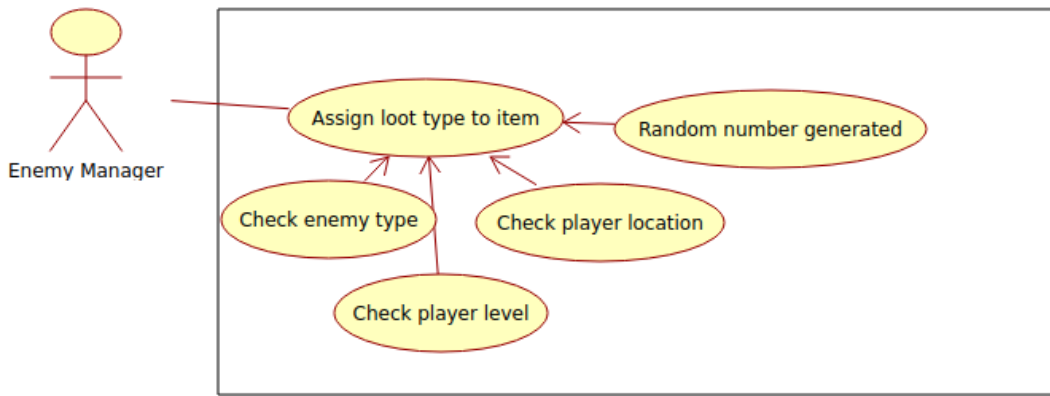 Assign loot type to item
Random number generated
Enemy Manager
Check enemy type
Check player location
Check player level